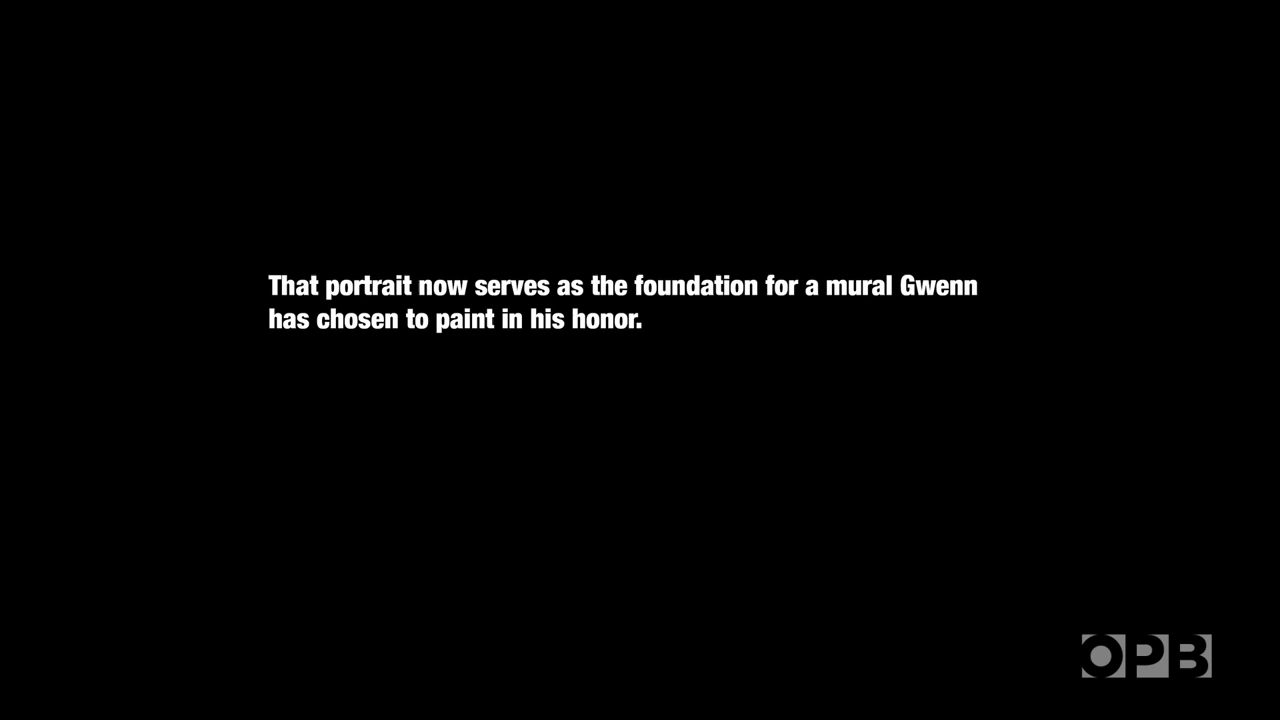 That portrait now serves as the foundation for a mural Gwenn
has chosen to paint in his honor.
OPB